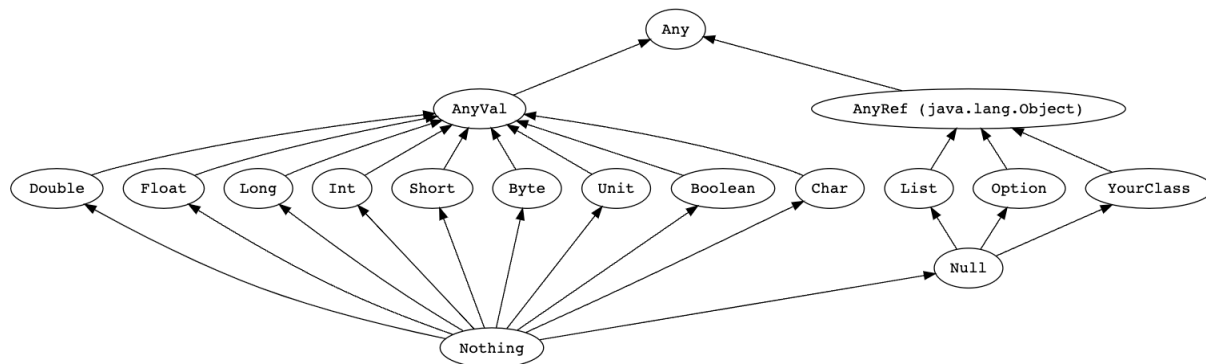 Any
AnyVal
AnyRef (java.lang.Object)
Double
Float
Long
Int
Short
Byte
Unit
Boolean
Char
List
Option
YourClass
Null
Nothing